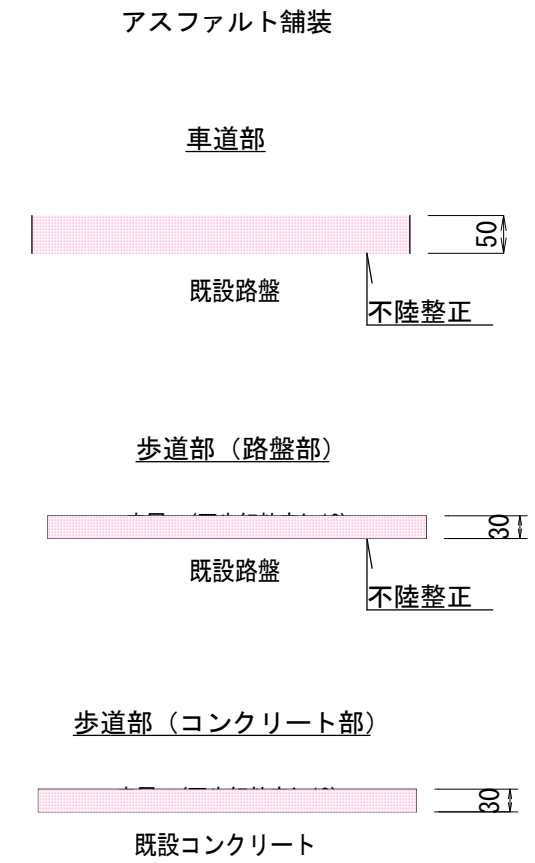 アスファルト舗装
車道部
50
既設路盤
不陸整正
歩道部（路盤部）
30
既設路盤
不陸整正
歩道部（コンクリート部）
30
既設コンクリート